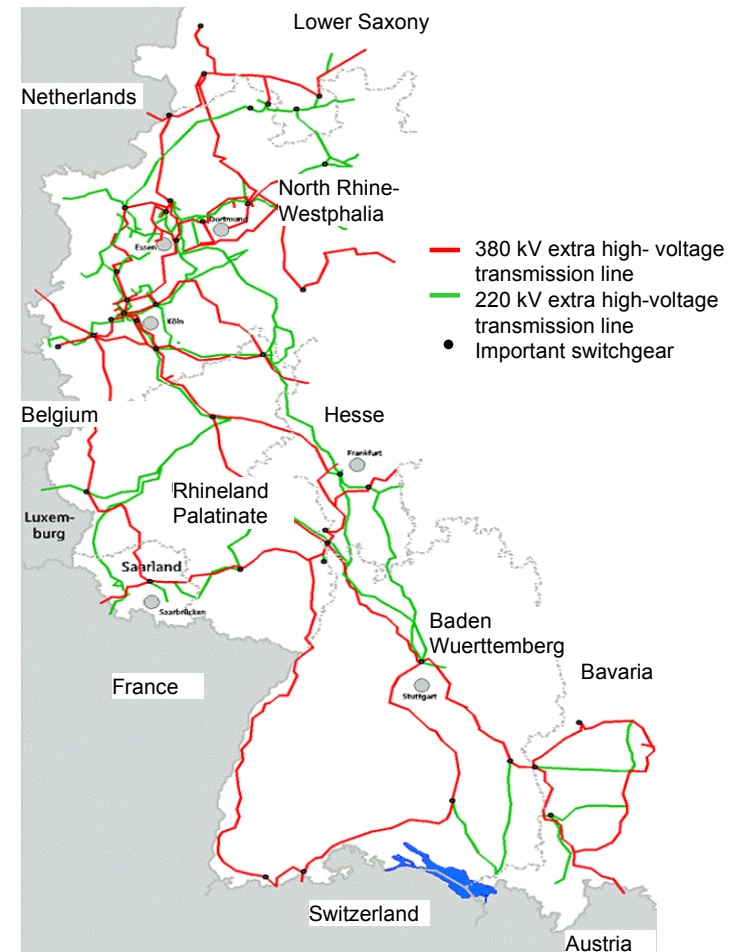 Lower Saxony
Netherlands
North Rhine-
Westphalia
Dortmund
Essen
380 kV extra high- voltage
transmission line
220 kV extra high-voltage
transmission line
Important switchgear
Köln
Belgium
Hesse
Frankfurt
Rhineland
Palatinate
Luxem-
burg
Saarland
Saarbrücken
Baden
Wuerttemberg
Bavaria
France
Stuttgart
Switzerland
Austria